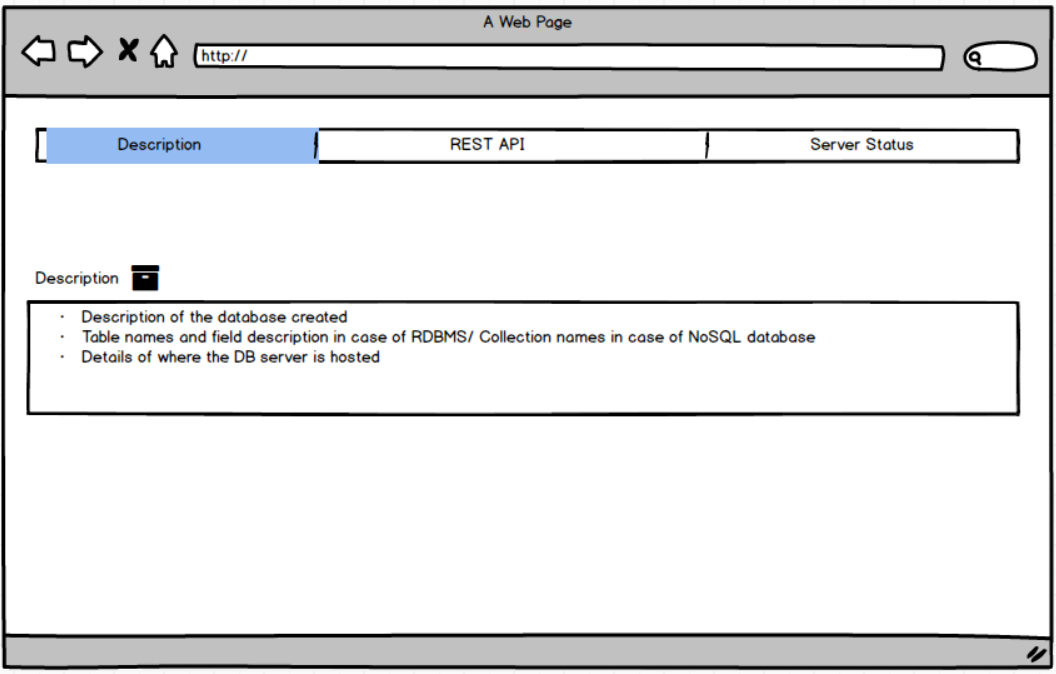 A Web Page
http://
Description
REST API
Server Status
Description
· Description of the database created
· Table names and field description in case of RDBMS/ Collection names in case of NoSQL database
· Details of where the DB server is hosted